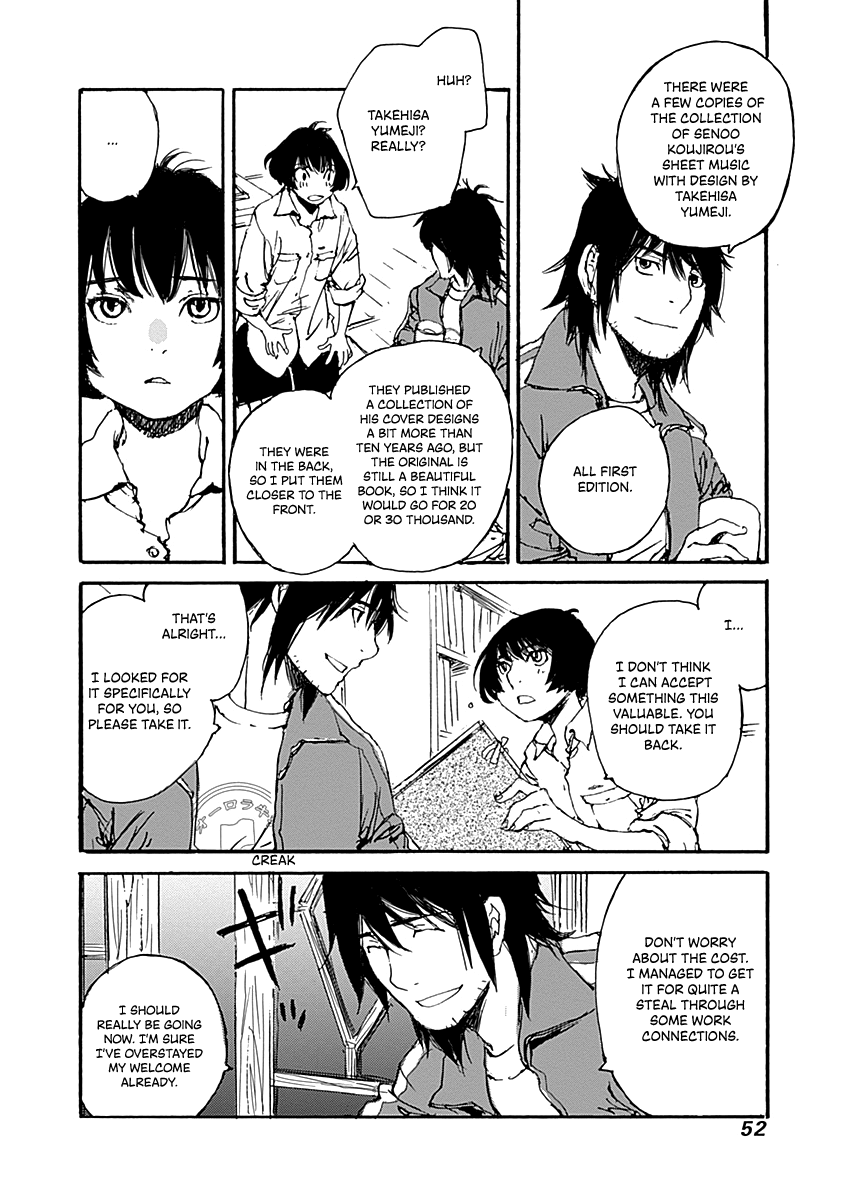 THERE WERE
A FEW COPIES OF
THE COLLECTION
OF SENOO
KOUJIROU'S
SHEET MUSIC
WITH DESIGN BY
TAKEHISA
YUMEJI.
ALL FIRST
EDITION.
HUH?
TAKEHISA
YUMEJI?
REALLY?
THEY PUBLISHED
A COLLECTION OF
HIS COVER DESIGNS
A BIT MORE THAN
TEN YEARS AGO, BUT
THE ORIGINAL IS
STILL A BEAUTIFUL
BOOK, SO I THINK IT
WOULD GO FOR 20
OR 30 THOUSAND.
THEY WERE
IN THE BACK,
SO I PUT THEM
CLOSER TO THE
FRONT.
...
I...
I DON'T THINK
I CAN ACCEPT
SOMETHING THIS
VALUABLE. YOU
SHOULD TAKE IT
BACK.
THAT'S
ALRIGHT...
I LOOKED FOR
IT SPECIFICALLY
FOR YOU, SO
PLEASE TAKE IT.
オーロラキ
CREAK
DON'T WORRY
ABOUT THE COST.
I MANAGED TO GET
IT FOR QUITE A
STEAL THROUGH
SOME WORK
CONNECTIONS.
I SHOULD
REALLY BE GOING
NOW. I'M SURE
I'VE OVERSTAYED
MY WELCOME
ALREADY.
52